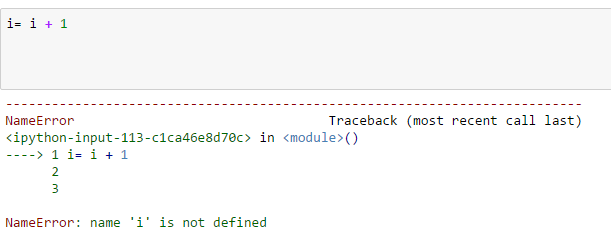 i= i + 1
---------------------------------------------------------------------------
NameError                                 Traceback (most recent call last)
<ipython-input-113-c1ca46e8d70c> in <module>()
----> 1 i= i + 1
      2
      3
NameError: name 'i' is not defined